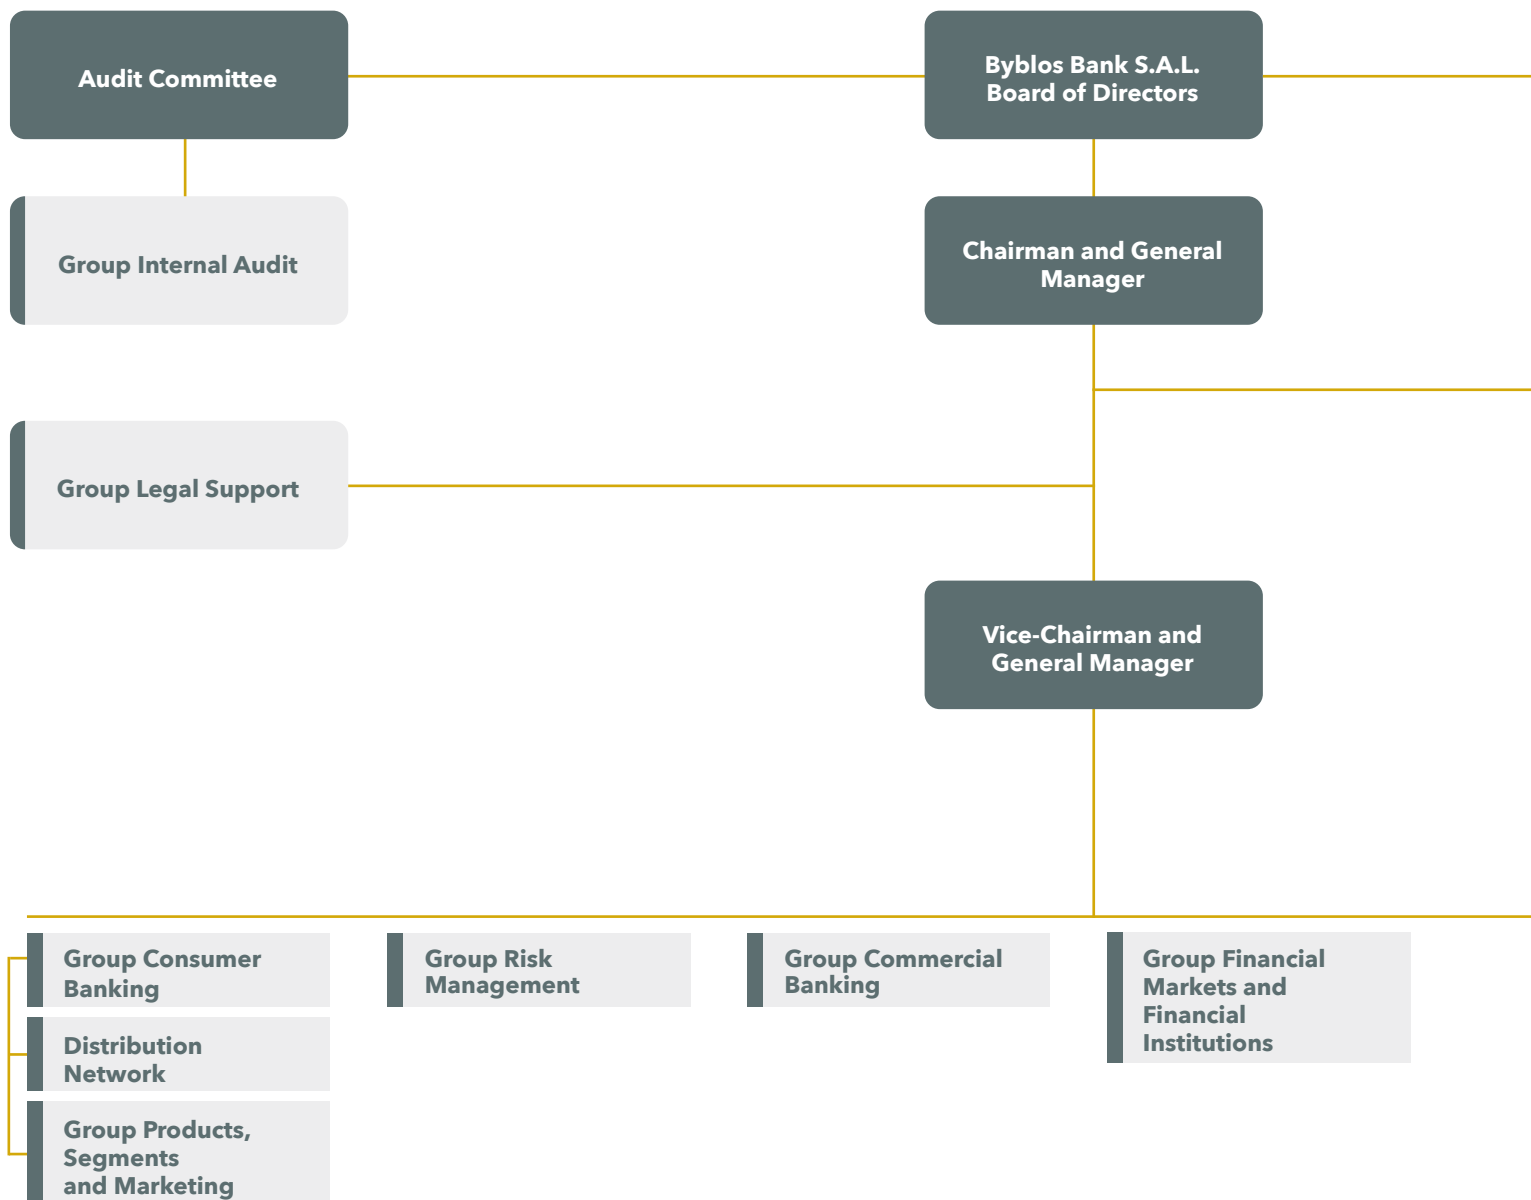 Audit Committee
Byblos Bank S.A.L.
Board of Directors
Group Internal Audit
Chairman and General
Manager
Group Legal Support
Vice-Chairman and
General Manager
Group Consumer
Banking
Distribution
Network
Group Products,
Segments
and Marketing
Group Risk
Management
Group Commercial
Banking
Group Financial
Markets and
Financial
Institutions